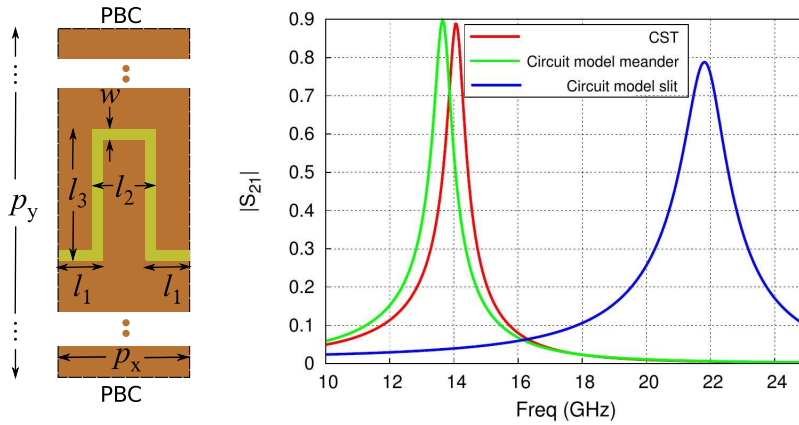 PBC
...
w
l3
l2
py
l1
l1
...
px
PBC
|S21|
0.9
0.8
0.7
0.6
0.5
0.4
0.3
0.2
0.1
0
CST
Circuit model meander
Circuit model slit
10 12 14 16 18 20 22 24
Freq (GHz)